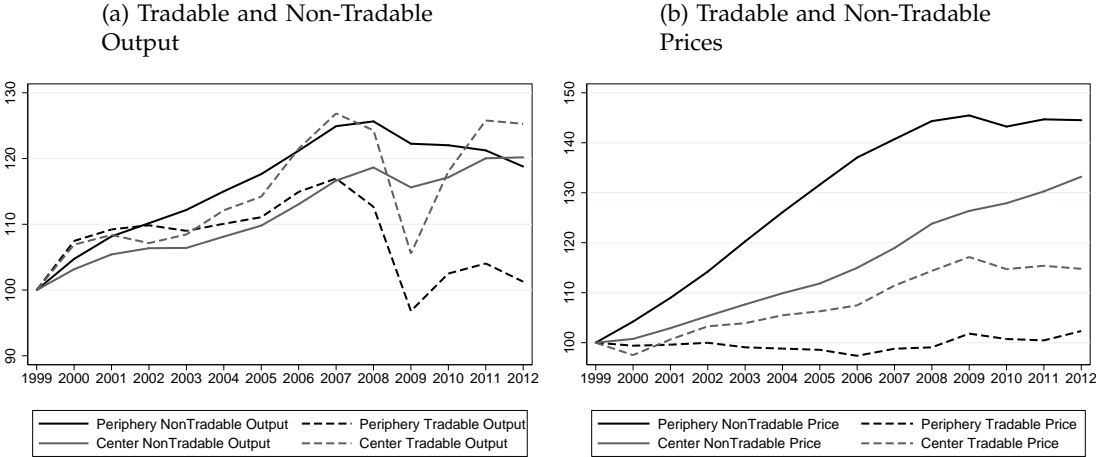 (a) Tradable and Non-Tradable
Output
130
120
110
100
90
1999 2000 2001 2002 2003 2004 2005 2006 2007 2008 2009 2010 2011 2012
Periphery NonTradable Output Periphery Tradable Output
Center NonTradable Output Center Tradable Output
(b) Tradable and Non-Tradable
Prices
150
140
130
120
110
100
1999 2000 2001 2002 2003 2004 2005 2006 2007 2008 2009 2010 2011 2012
Periphery NonTradable Price Periphery Tradable Price
Center NonTradable Price Center Tradable Price